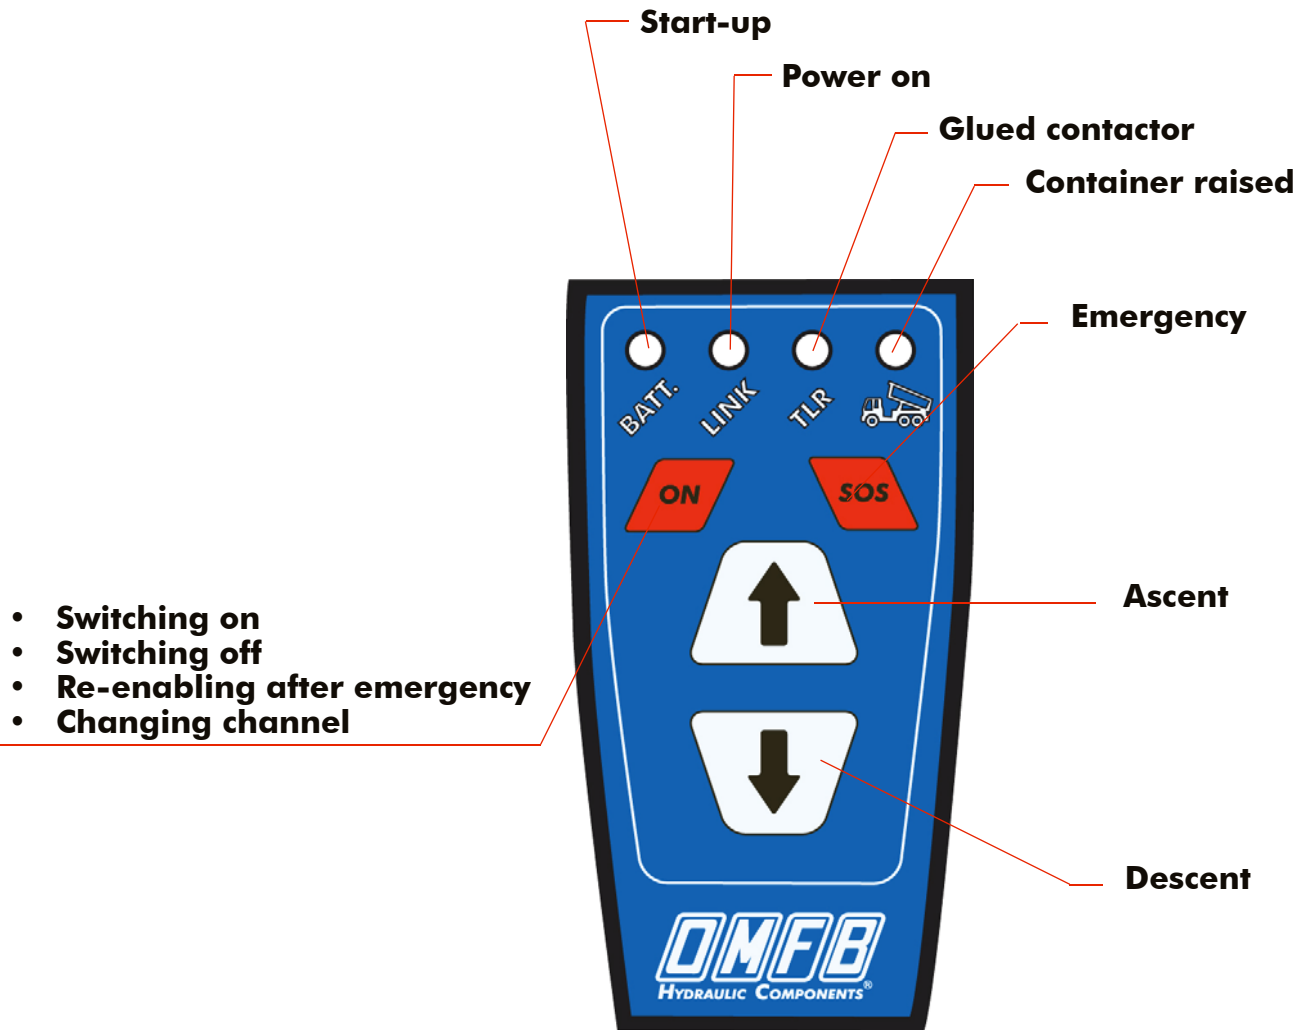 Start-up
Power on
Glued contactor
Container raised
Emergency
BATT.
LINK
TLR
ON
SOS
Ascent
• Switching on
• Switching off
• Re-enabling after emergency
• Changing channel
Descent
OMFB
HYDRAULIC COMPONENTS®